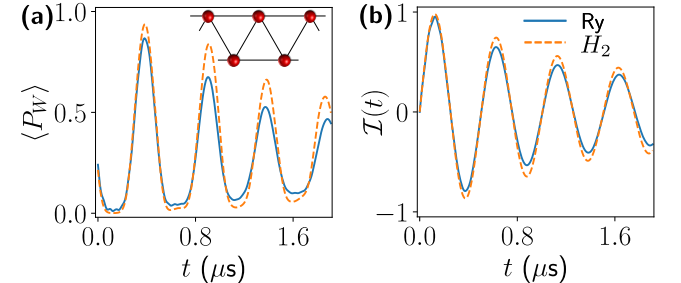 (a)
1.0
0.5
0.0
⟨P_W⟩
0.0
0.8
1.6
t (μs)
(b)
Ry
H_2
1
0
−1
I(t)
0.0
0.8
1.6
t (μs)